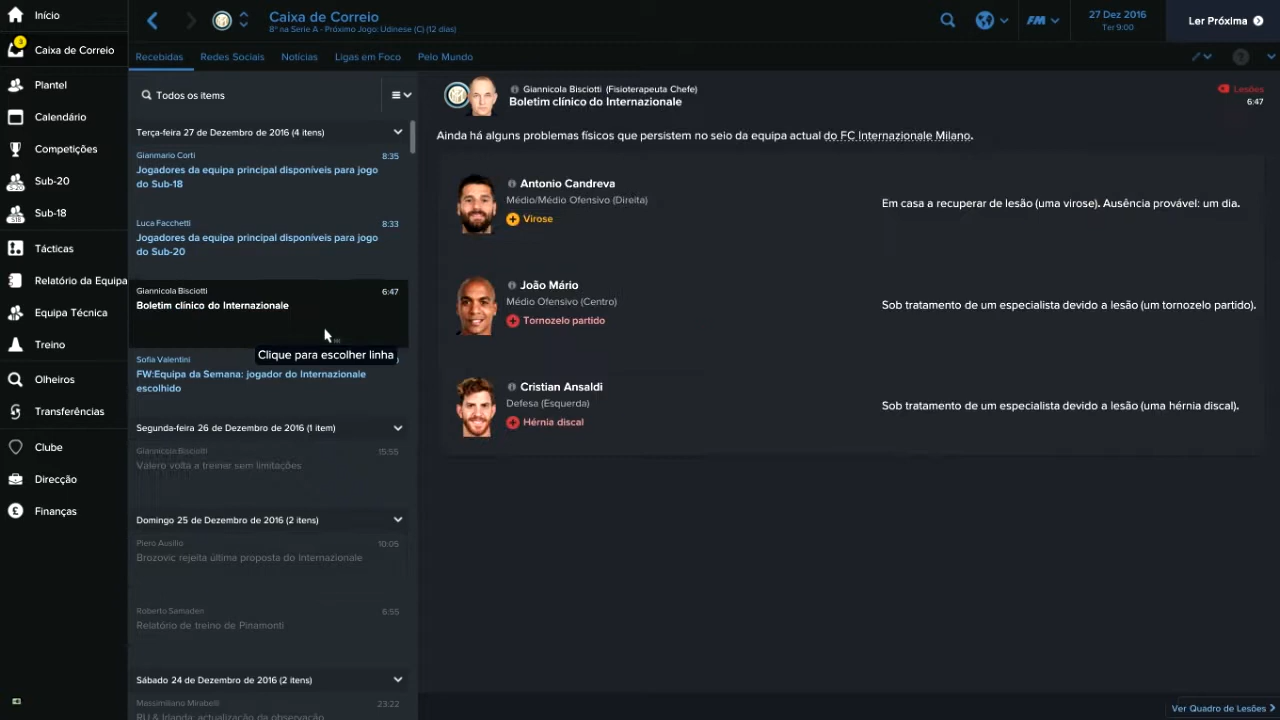 Início
3
Caixa de Correio
Plantel
Calendário
Competições
Sub-20
Sub-18
Tácticas
Relatório da Equipa
Equipa Técnica
Treino
Olheiros
Transferências
Clube
Direcção
Finanças
Caixa de Correio
8º na Serie A - Próximo Jogo: Udinese (C) (12 dias)
FM
27 Dez 2016
Ter 9:00
Ler Próxima
Recebidas
Redes Sociais
Notícias
Ligas em Foco
Pelo Mundo
Todos os items
Terça-feira 27 de Dezembro de 2016 (4 itens)
Gianmario Corti 8:35
Jogadores da equipa principal disponíveis para jogo
do Sub-18
Luca Facchetti 8:33
Jogadores da equipa principal disponíveis para jogo
do Sub-20
Giannicola Bisciotti 6:47
Boletim clínico do Internazionale
Clique para escolher linha
Sofia Valentini
FW:Equipa da Semana: jogador do Internazionale
escolhido
Segunda-feira 26 de Dezembro de 2016 (1 item)
Giannicola Bisciotti 15:55
Valero volta a treinar sem limitações
Domingo 25 de Dezembro de 2016 (2 itens)
Piero Ausilio 10:05
Brozovic rejeita última proposta do Internazionale
Roberto Samaden 6:55
Relatório de treino de Pinamonti
Sábado 24 de Dezembro de 2016 (2 itens)
Massimiliano Mirabelli 23:22
RU & Irlanda: actualização da observação
Giannicola Bisciotti (Fisioterapeuta Chefe)
Boletim clínico do Internazionale
Lesões
6:47
Ainda há alguns problemas físicos que persistem no seio da equipa actual do FC Internazionale Milano.
Antonio Candreva
Médio/Médio Ofensivo (Direita)
Virose
Em casa a recuperar de lesão (uma virose). Ausência provável: um dia.
João Mário
Médio Ofensivo (Centro)
Tornozelo partido
Sob tratamento de um especialista devido a lesão (um tornozelo partido).
Cristian Ansaldi
Defesa (Esquerda)
Hérnia discal
Sob tratamento de um especialista devido a lesão (uma hérnia discal).
Ver Quadro de Lesões